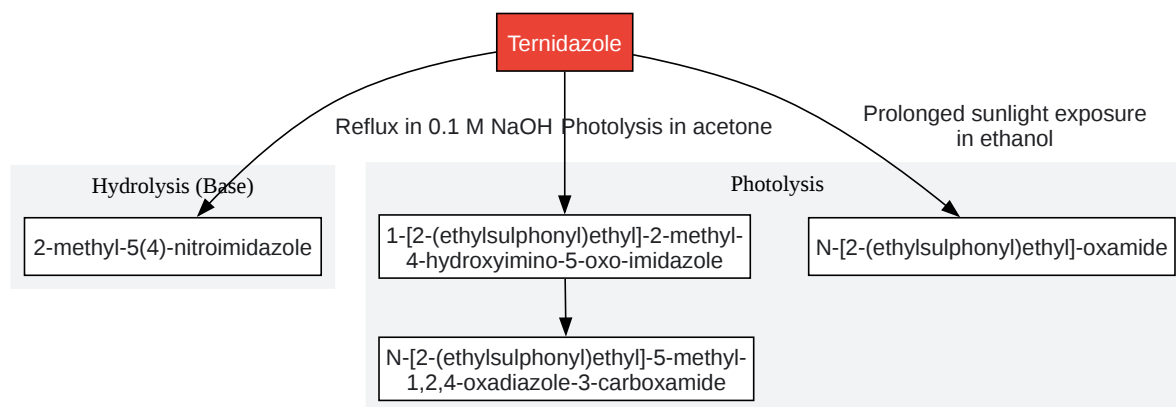 Ternidazole
Reflux in 0.1 M NaOH
Photolysis in acetone
Prolonged sunlight exposure
in ethanol
Hydrolysis (Base)
Photolysis
2-methyl-5(4)-nitroimidazole
1-[2-(ethylsulphonyl)ethyl]-2-methyl-
4-hydroxyimino-5-oxo-imidazole
N-[2-(ethylsulphonyl)ethyl]-oxamide
N-[2-(ethylsulphonyl)ethyl]-5-methyl-
1,2,4-oxadiazole-3-carboxamide